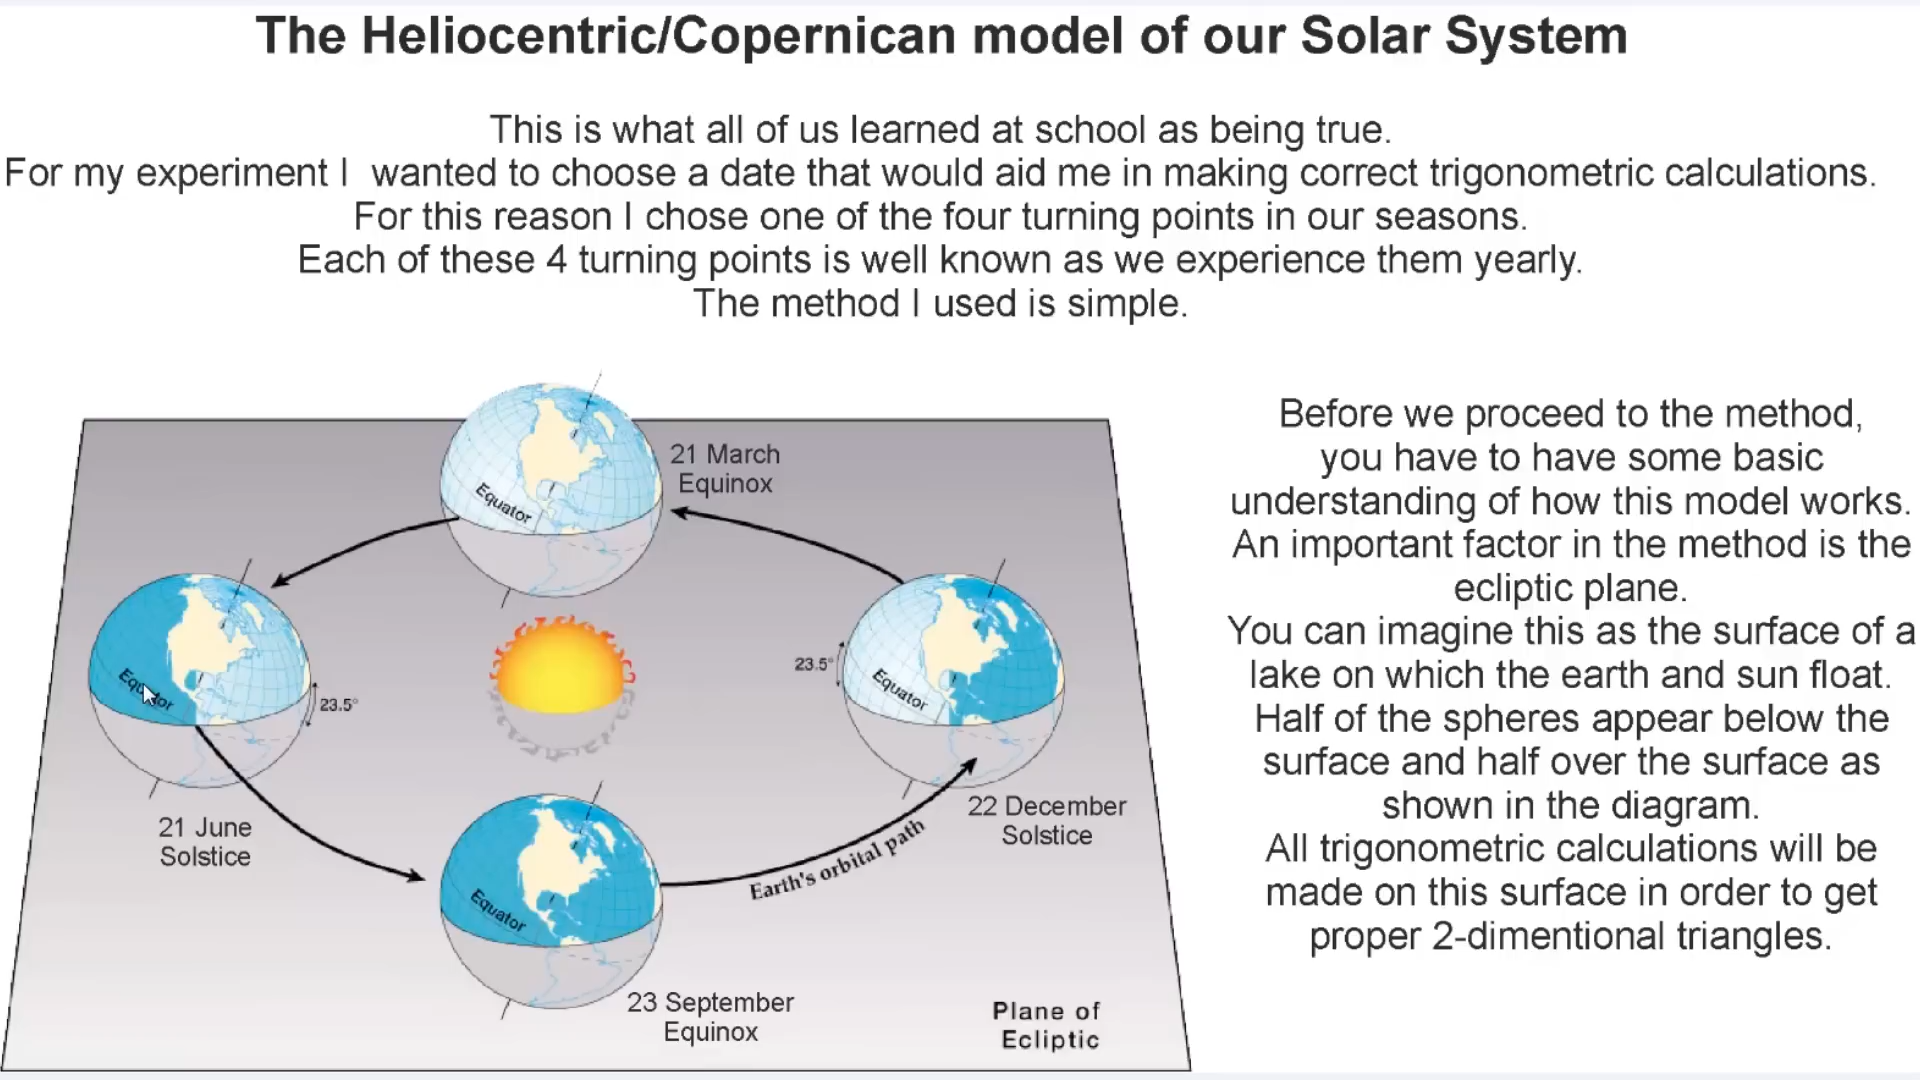 The Heliocentric/Copernican model of our Solar System
This is what all of us learned at school as being true.
For my experiment I wanted to choose a date that would aid me in making correct trigonometric calculations.
For this reason I chose one of the four turning points in our seasons.
Each of these 4 turning points is well known as we experience them yearly.
The method I used is simple.
21 March
Equinox
Equator
23.5°
Equator
21 June
Solstice
23.5°
Equator
22 December
Solstice
Equator
Earth's orbital path
23 September
Equinox
Plane of
Ecliptic
Before we proceed to the method,
you have to have some basic
understanding of how this model works.
An important factor in the method is the
ecliptic plane.
You can imagine this as the surface of a
lake on which the earth and sun float.
Half of the spheres appear below the
surface and half over the surface as
shown in the diagram.
All trigonometric calculations will be
made on this surface in order to get
proper 2-dimentional triangles.